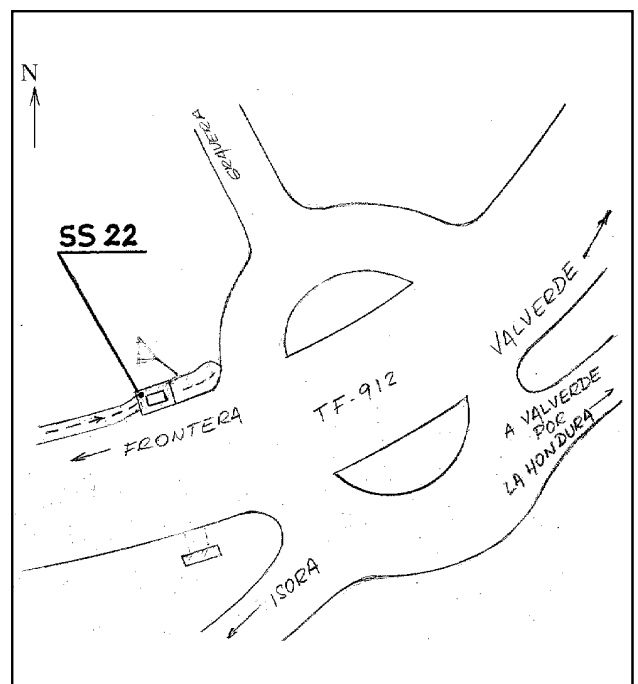 N
GRAVERA
SS 22
VALVERDE
TF-912
FRONTERA
A VALVERDE
POR
LA HONDURA
ISORA